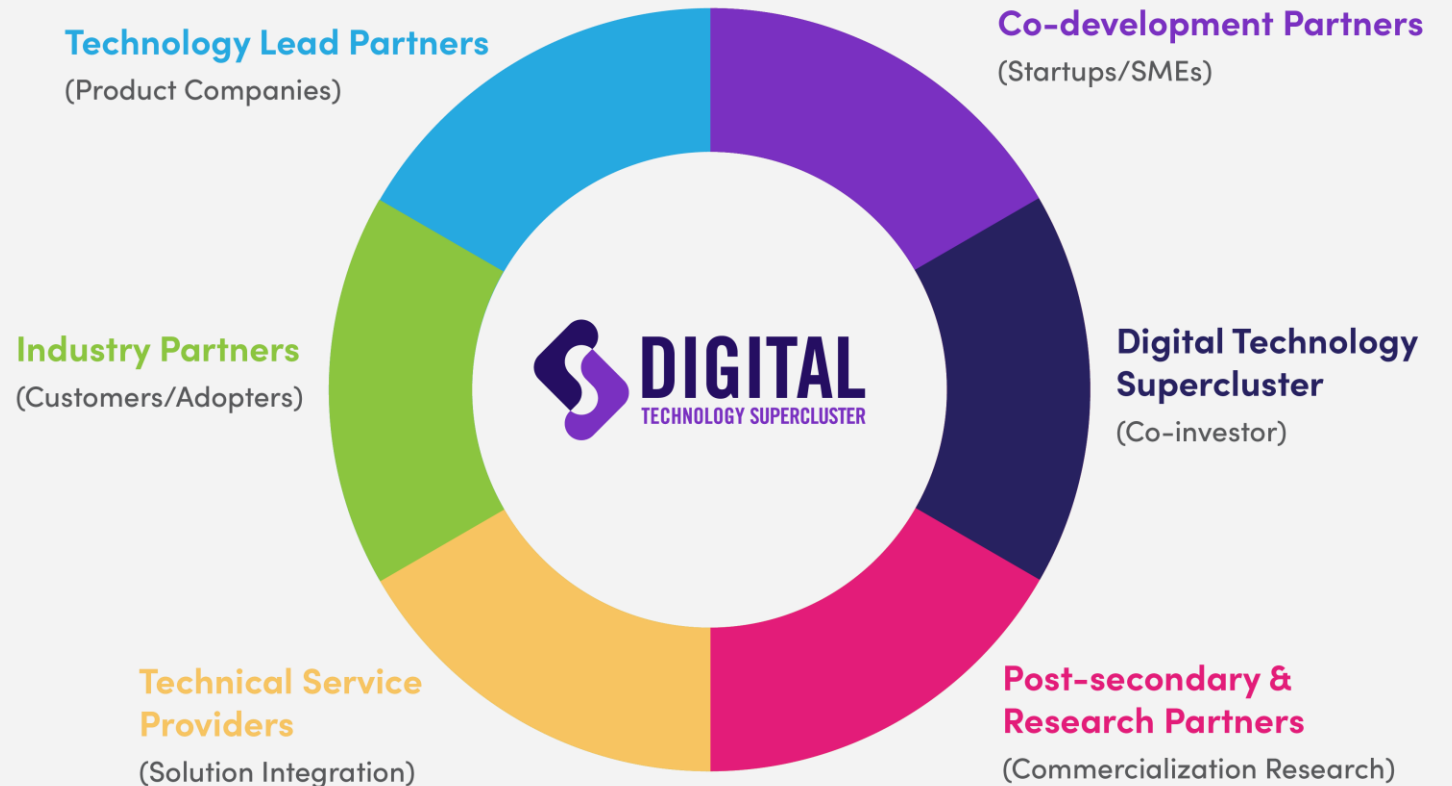 Technology Lead Partners
(Product Companies)
Co-development Partners
(Startups/SMEs)
Industry Partners
(Customers/Adopters)
DIGITAL
TECHNOLOGY SUPERCLUSTER
Digital Technology
Supercluster
(Co-investor)
Technical Service
Providers
(Solution Integration)
Post-secondary &
Research Partners
(Commercialization Research)